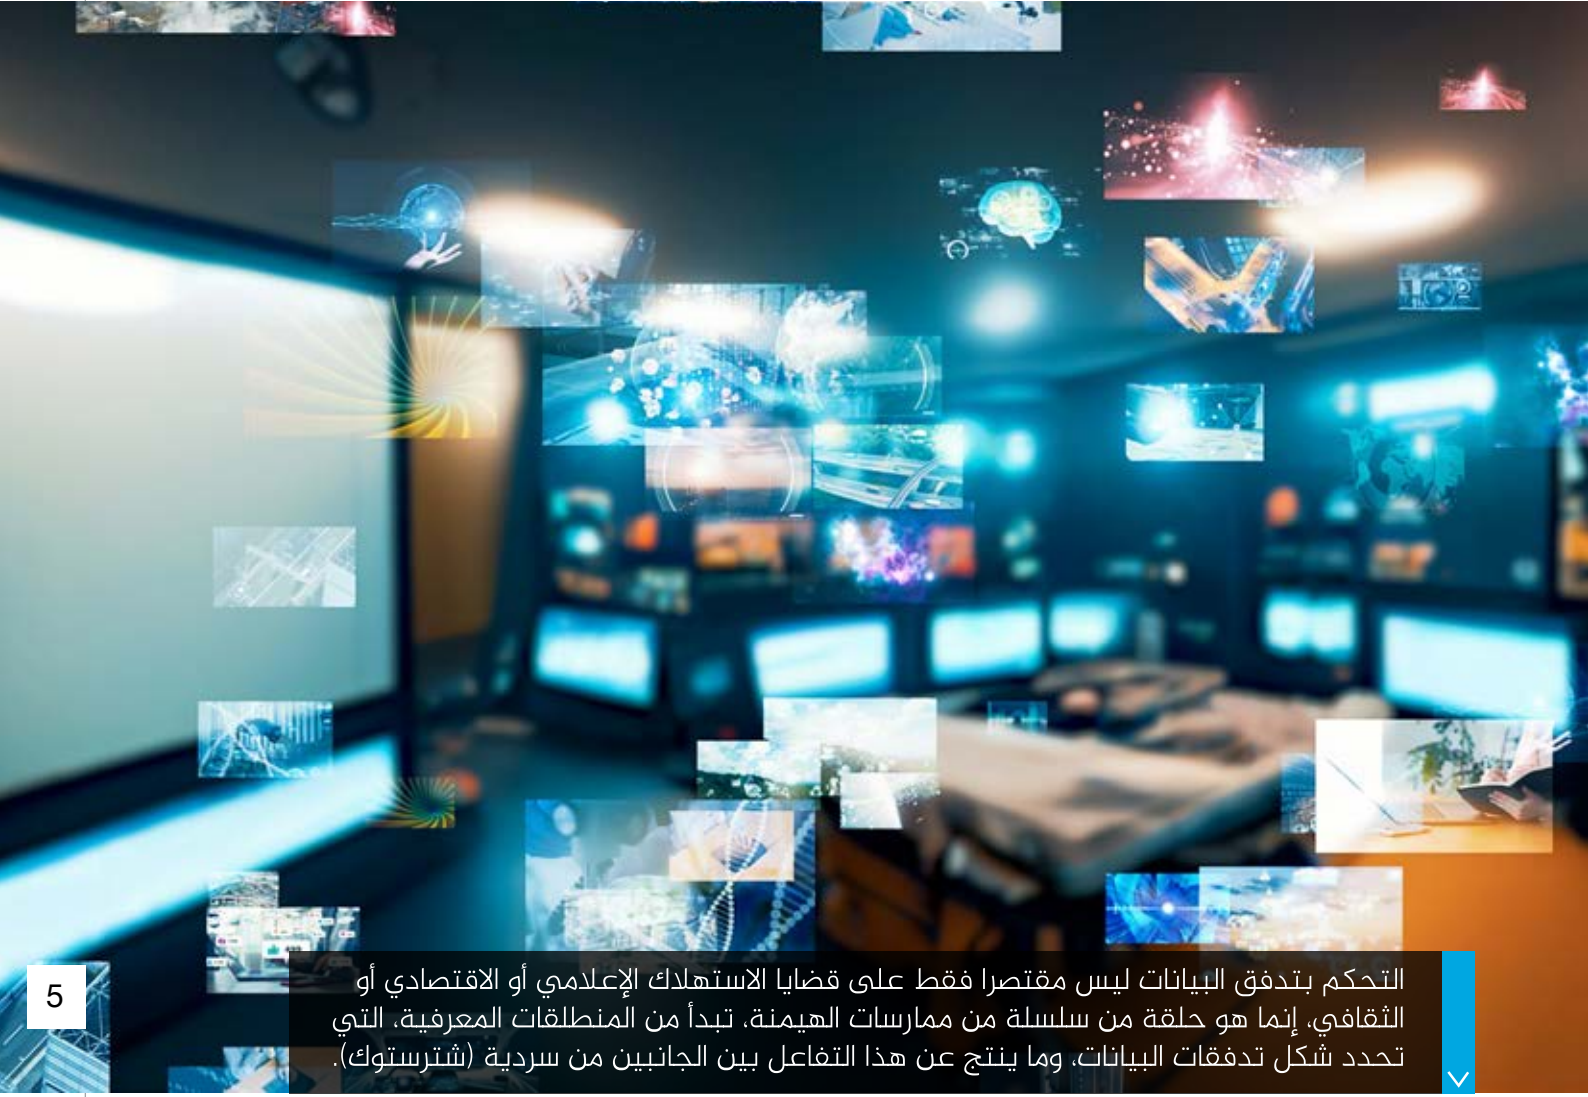 التحكم بتدفق البيانات ليس مقتصرا فقط على قضايا الاستهلاك الإعلامي أو الاقتصادي أو
الثقافي، إنما هو حلقة من سلسلة من ممارسات الهيمنة، تبدأ من المنطلقات المعرفية، التي
تحدد شكل تدفقات البيانات، وما ينتج عن هذا التفاعل بين الجانبين من سردية (شترستوك).
5